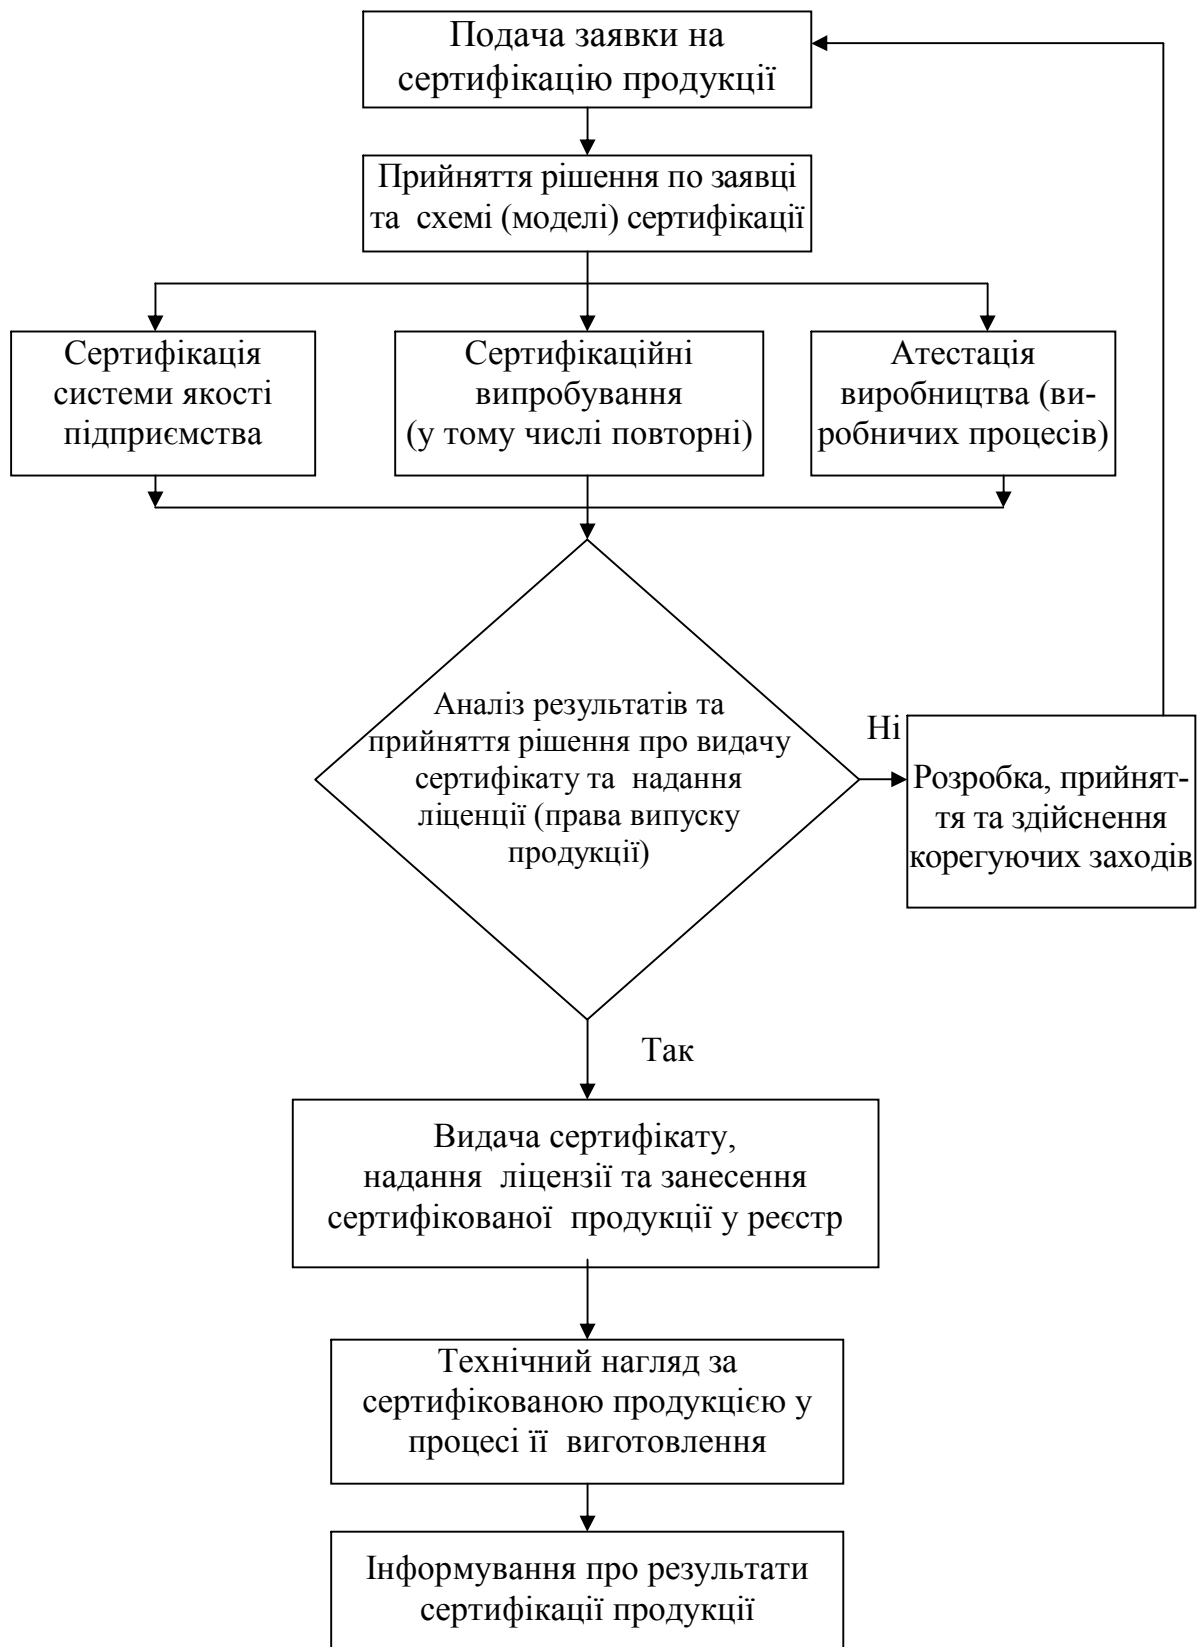 Подача заявки на
сертифікацію продукції
Прийняття рішення по заявці
та схемі (моделі) сертифікації
Сертифікація
системи якості
підприємства
Сертифікаційні
випробування
(у тому числі повторні)
Атестація
виробництва (ви-
робничих процесів)
Аналіз результатів та
прийняття рішення про видачу
сертифікату та надання
ліценції (права випуску
продукції)
Ні
Розробка, прийнят-
тя та здійснення
корегуючих заходів
Так
Видача сертифікату,
надання ліцензії та занесення
сертифікованої продукції у реєстр
Технічний нагляд за
сертифікованою продукцією у
процесі її виготовлення
Інформування про результати
сертифікації продукції